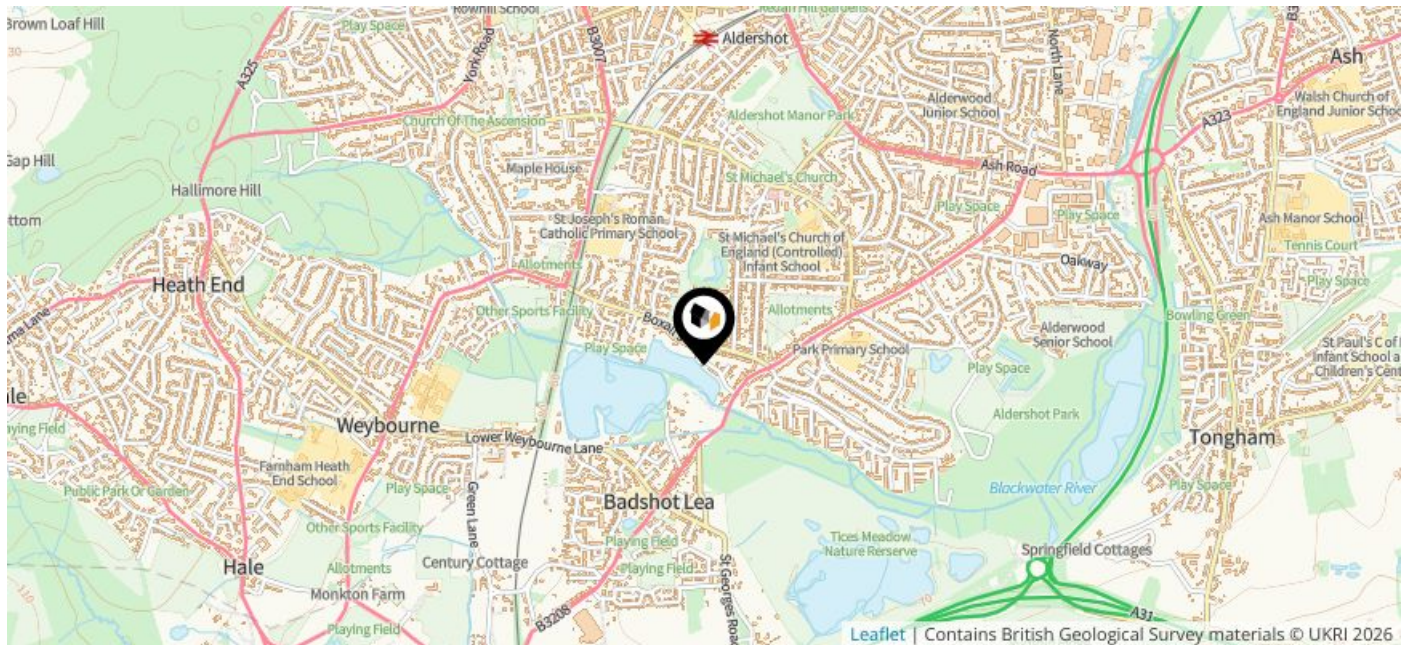 Brown Loaf Hill
Play Space
Rowhill School
Redan Hill Gardens
Aldershot
A325
York Road
B3007
North Lane
Ash
Church Of The Ascension
Aldershot Manor Park
Alderwood
Junior School
A323
Walsh Church of
England Junior Schoo
Gap Hill
Maple House
Ash Road
Hallimore Hill
St Michael's Church
St Joseph's Roman
Catholic Primary School
Play Space
Play Space
Ash Manor School
St Michael's Church of
England (Controlled)
Infant School
Tennis Court
Allotments
Oakway
Play Space
Heath End
Other Sports Facility
Allotments
Bowling Green
Play Space
Park Primary School
Alderwood
Senior School
St Paul's C of
Infant School a
Children's Cent
Play Space
Aldershot Park
Weybourne
Lower Weybourne Lane
Tongham
Farnham Heath
End School
Green Lane
Play Space
Public Park Or Garden
Badshot Lea
Blackwater River
Play Space
Other Sports Facility
Playing Field
Tices Meadow
Nature Rerserve
Springfield Cottages
Hale
Allotments
Century Cottage
Playing Field
St Georges Road
Monkton Farm
B3208
A31
Playing Field
Leaflet | Contains British Geological Survey materials © UKRI 2026